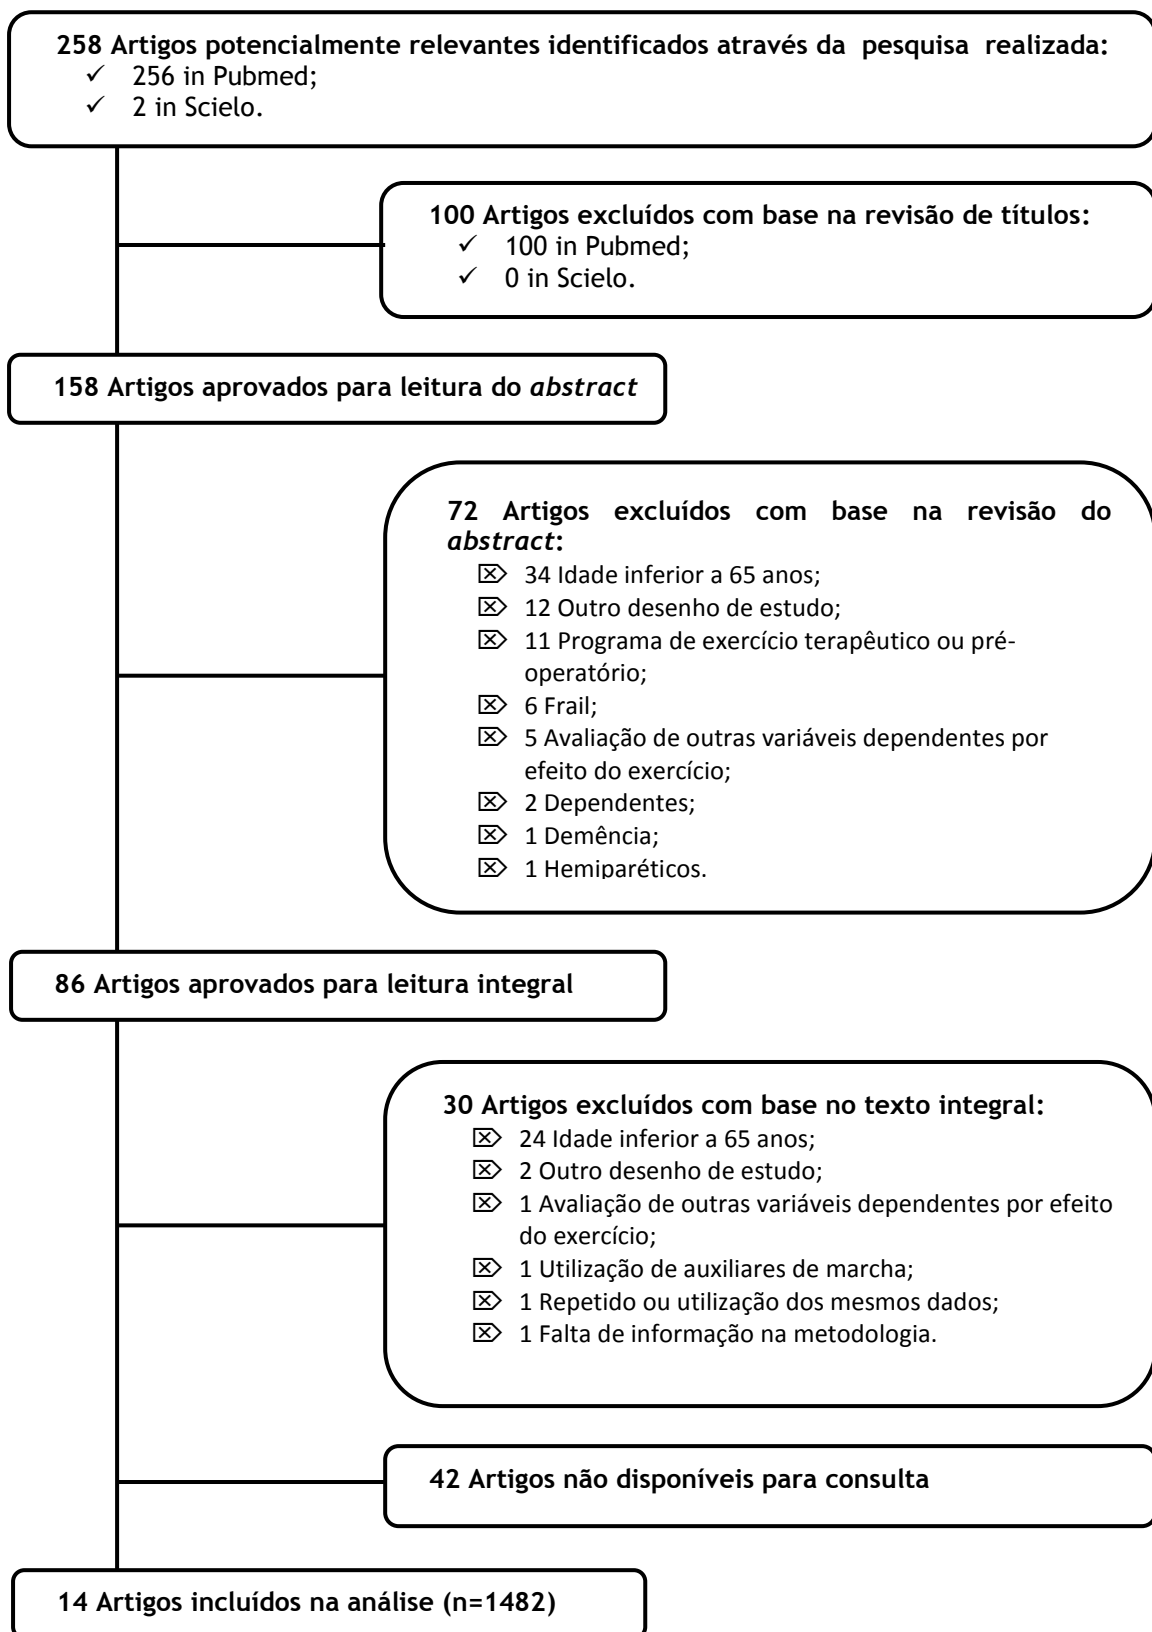 258 Artigos potencialmente relevantes identificados através da pesquisa realizada:
✓ 256 in Pubmed;
✓ 2 in Scielo.
100 Artigos excluídos com base na revisão de títulos:
✓ 100 in Pubmed;
✓ 0 in Scielo.
158 Artigos aprovados para leitura do abstract
72 Artigos excluídos com base na revisão do
abstract:
⌦ 34 Idade inferior a 65 anos;
⌦ 12 Outro desenho de estudo;
⌦ 11 Programa de exercício terapêutico ou pré-
operatório;
⌦ 6 Frail;
⌦ 5 Avaliação de outras variáveis dependentes por
efeito do exercício;
⌦ 2 Dependentes;
⌦ 1 Demência;
⌦ 1 Hemiparéticos.
86 Artigos aprovados para leitura integral
30 Artigos excluídos com base no texto integral:
⌦ 24 Idade inferior a 65 anos;
⌦ 2 Outro desenho de estudo;
⌦ 1 Avaliação de outras variáveis dependentes por efeito
do exercício;
⌦ 1 Utilização de auxiliares de marcha;
⌦ 1 Repetido ou utilização dos mesmos dados;
⌦ 1 Falta de informação na metodologia.
42 Artigos não disponíveis para consulta
14 Artigos incluídos na análise (n=1482)